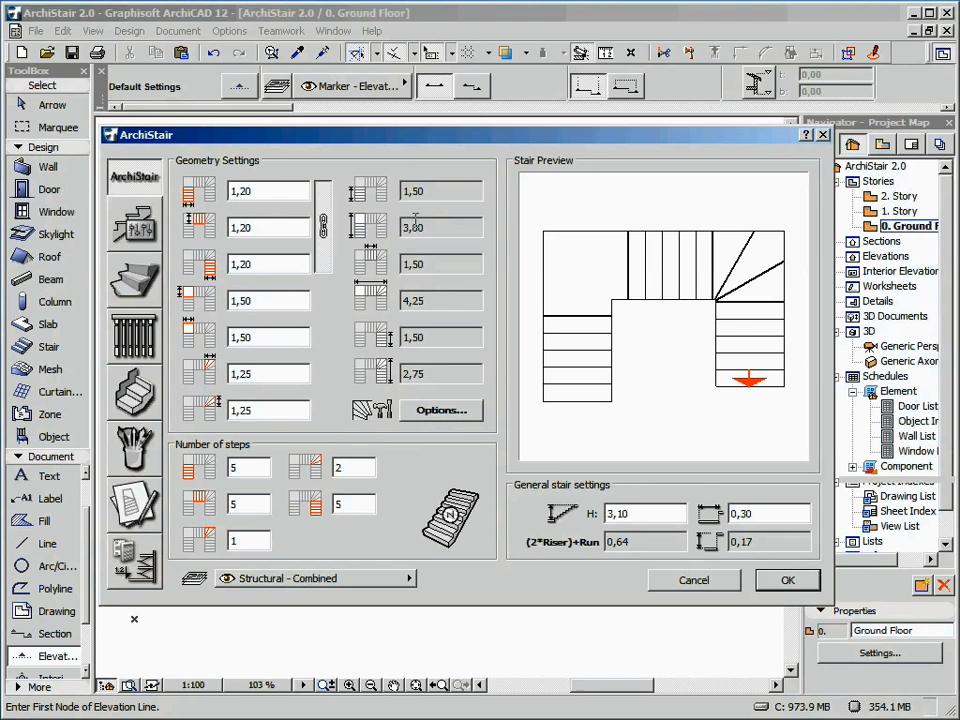 ArchiStair 2.0 - Graphisoft ArchiCAD 12 - [ArchiStair 2.0 / 0. Ground Floor]
File Edit View Design Document Options Teamwork Window Help
ToolBox
Select
Arrow
Marquee
Design
Wall
Door
Window
Skylight
Roof
Beam
Column
Slab
Stair
Mesh
Curtain...
Zone
Object
Document
Text
A1 Label
Fill
Line
Arc/Ci...
Polyline
Drawing
Section
Elevat...
More
Default Settings
Marker - Elevat...
t: 0,00
b: 0,00
ArchiStair
ArchiStair
Geometry Settings
1,20 1,50
1,20 3,80
1,20 1,50
1,50 4,25
1,50 1,50
1,25 2,75
1,25 Options...
Number of steps
5 2
5 5
1
N
Structural - Combined
Stair Preview
General stair settings
H: 3,10 0,30
(2*Riser)+Run 0,64 0,17
Cancel OK
Navigator - Project Map
ArchiStair 2.0
Stories
2. Story
1. Story
0. Ground F
Sections
Elevations
Interior Elevation
Worksheets
Details
3D Documents
3D
Generic Persp
Generic Axon
Schedules
Element
Door List
Object In
Wall List
Window L
Component
Project Indexes
Drawing List
Sheet Index
View List
Lists
Properties
0. Ground Floor
Settings...
1:100 103 %
Enter First Node of Elevation Line.
C: 973.9 MB 354.1 MB